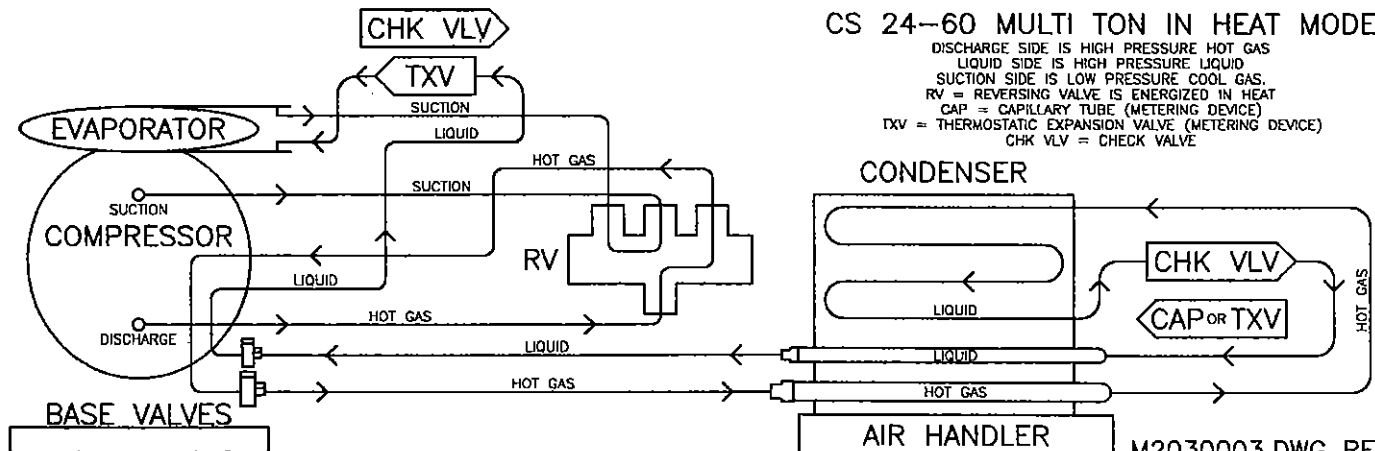 CS 24-60 MULTI TON IN HEAT MODE
DISCHARGE SIDE IS HIGH PRESSURE HOT GAS
LIQUID SIDE IS HIGH PRESSURE LIQUID
SUCTION SIDE IS LOW PRESSURE COOL GAS.
RV = REVERSING VALVE IS ENERGIZED IN HEAT
CAP = CAPILLARY TUBE (METERING DEVICE)
TXV = THERMOSTATIC EXPANSION VALVE (METERING DEVICE)
CHK VLV = CHECK VALVE
CHK VLV
TXV
SUCTION
EVAPORATOR
LIQUID
HOT GAS
SUCTION
SUCTION
COMPRESSOR
RV
LIQUID
HOT GAS
DISCHARGE
LIQUID
HOT GAS
BASE VALVES
CONDENSER
CHK VLV
LIQUID
CAP OR TXV
HOT GAS
LIQUID
HOT GAS
AIR HANDLER
M2030003.DWG RE